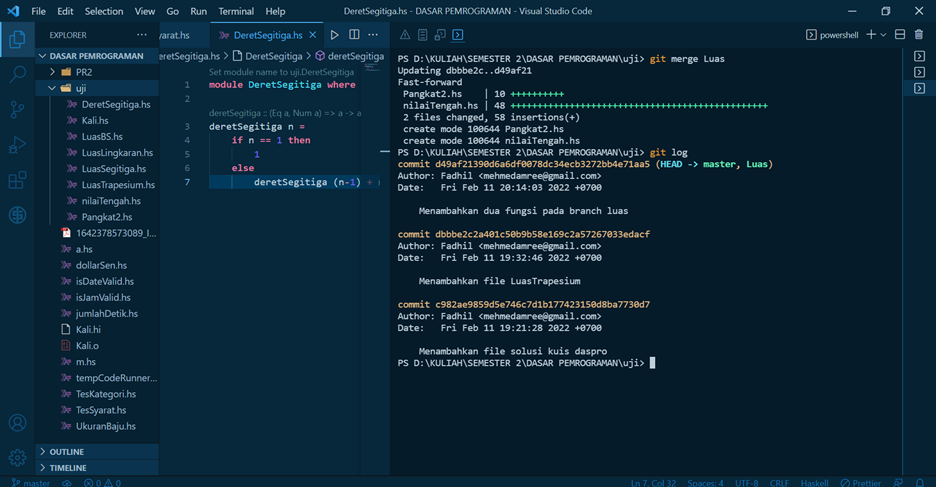 File Edit Selection View Go Run Terminal Help DeretSegitiga.hs - DASAR PEMROGRAMAN - Visual Studio Code
EXPLORER
DASAR PEMROGRAMAN
PR2
uji
DeretSegitiga.hs
Kali.hs
LuasBS.hs
LuasLingkaran.hs
LuasSegitiga.hs
LuasTrapesium.hs
nilaiTengah.hs
Pangkat2.hs
1642378573089_I...
a.hs
dollarSen.hs
isDateValid.hs
isJamValid.hs
jumlahDetik.hs
Kali.hi
Kali.o
m.hs
tempCodeRunner...
TesKategori.hs
TesSyarat.hs
UkuranBaju.hs
OUTLINE
TIMELINE
yarat.hs DeretSegitiga.hs
eretSegitiga.hs > DeretSegitiga.hs > deretSegitiga
Set module name to uji.DeretSegitiga
1 module DeretSegitiga where
2
deretSegitiga :: (Eq a, Num a) => a -> a
3 deretSegitiga n =
4 if n == 1 then
5 1
6 else
7 deretSegitiga (n-1) +
powershell
PS D:\KULIAH\SEMESTER 2\DASAR PEMROGRAMAN\uji> git merge Luas
Updating dbbbe2c..d49af21
Fast-forward
Pangkat2.hs | 10 ++++++++++
nilaiTengah.hs | 48 ++++++++++++++++++++++++++++++++++++++++++++++++
2 files changed, 58 insertions(+)
create mode 100644 Pangkat2.hs
create mode 100644 nilaiTengah.hs
PS D:\KULIAH\SEMESTER 2\DASAR PEMROGRAMAN\uji> git log
commit d49af21390d6a6df0078dc34ecb3272bb4e71aa5 (HEAD -> master, Luas)
Author: Fadhil <mehmedamree@gmail.com>
Date: Fri Feb 11 20:14:03 2022 +0700
Menambahkan dua fungsi pada branch luas
commit dbbbe2c2a401c50b9b58e169c2a57267033edacf
Author: Fadhil <mehmedamree@gmail.com>
Date: Fri Feb 11 19:32:46 2022 +0700
Menambahkan file LuasTrapesium
commit c982ae9859d5e746c7d1b177423150d8ba7730d7
Author: Fadhil <mehmedamree@gmail.com>
Date: Fri Feb 11 19:21:28 2022 +0700
Menambahkan file solusi kuis daspro
PS D:\KULIAH\SEMESTER 2\DASAR PEMROGRAMAN\uji>
master 0 0 Ln 7, Col 32 Spaces: 4 UTF-8 CRLF Haskell Prettier